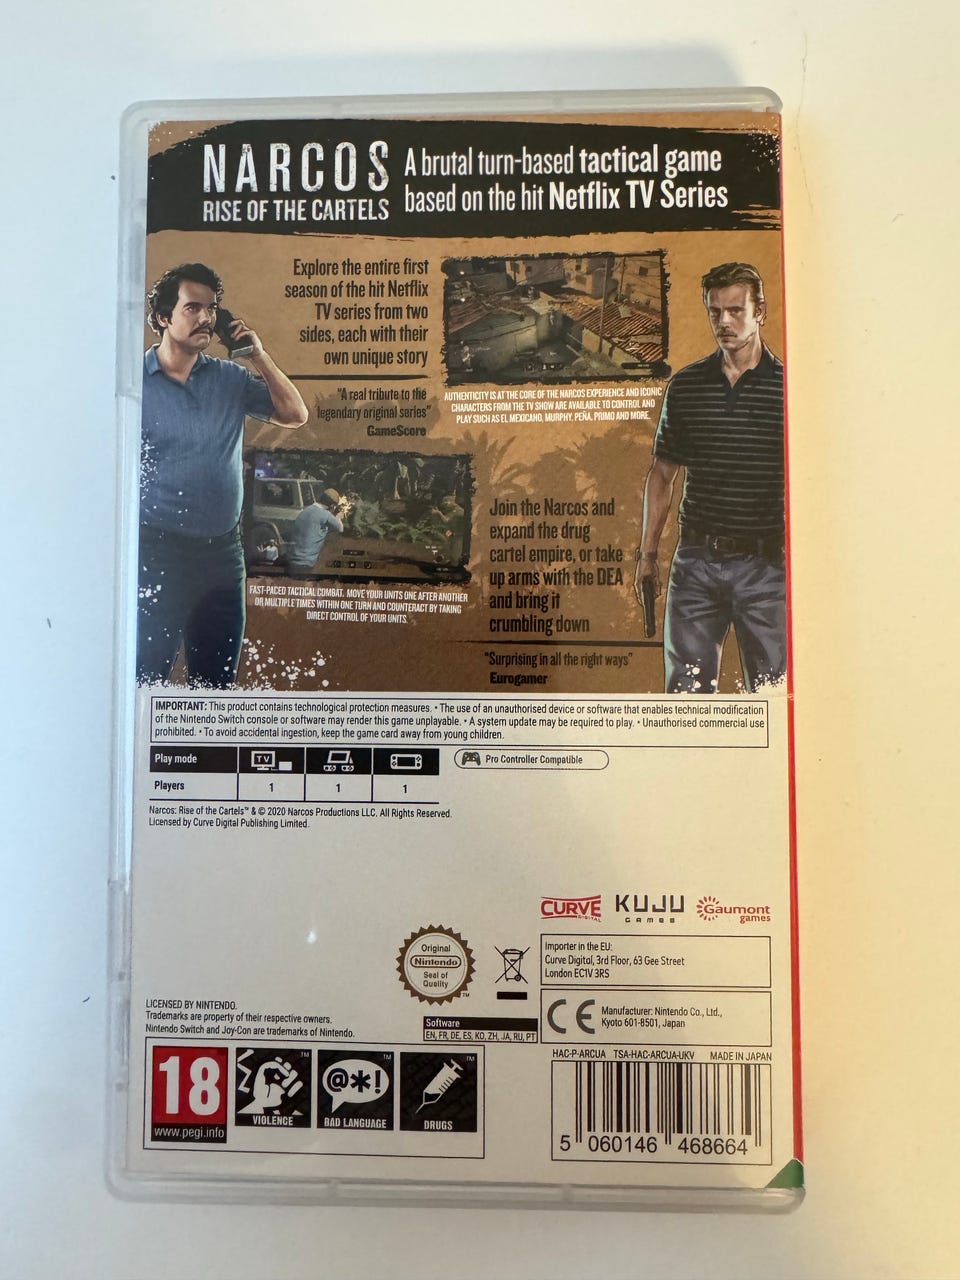 NARCOS
RISE OF THE CARTELS
A brutal turn-based tactical game
based on the hit Netflix TV Series
Explore the entire first
season of the hit Netflix
TV series from two
sides, each with their
own unique story
"A real tribute to the
legendary original series"
GameScore
AUTHENTICITY IS AT THE CORE OF THE NARCOS EXPERIENCE AND ICONIC
CHARACTERS FROM THE TV SHOW ARE AVAILABLE TO CONTROL AND
PLAY SUCH AS EL MEXICANO, MURPHY, PEÑA, PRIMO AND MORE.
Join the Narcos and
expand the drug
cartel empire, or take
up arms with the DEA
and bring it
crumbling down
FAST-PACED TACTICAL COMBAT. MOVE YOUR UNITS ONE AFTER ANOTHER
OR MULTIPLE TIMES WITHIN ONE TURN AND COUNTERACT BY TAKING
DIRECT CONTROL OF YOUR UNITS.
"Surprising in all the right ways"
Eurogamer
IMPORTANT: This product contains technological protection measures. • The use of an unauthorised device or software that enables technical modification
of the Nintendo Switch console or software may render this game unplayable. • A system update may be required to play. • Unauthorised commercial use
prohibited. • To avoid accidental ingestion, keep the game card away from young children.
Play mode
TV
Pro Controller Compatible
Players 1 1 1
Narcos: Rise of the Cartels™ & © 2020 Narcos Productions LLC. All Rights Reserved.
Licensed by Curve Digital Publishing Limited.
CURVE
DIGITAL
KUJU
GAMES
Gaumont
games
Original
Nintendo
Seal of
Quality
TM
Importer in the EU:
Curve Digital, 3rd Floor, 63 Gee Street
London EC1V 3RS
CE
Manufacturer: Nintendo Co., Ltd.,
Kyoto 601-8501, Japan
LICENSED BY NINTENDO.
Trademarks are property of their respective owners.
Nintendo Switch and Joy-Con are trademarks of Nintendo.
Software
EN, FR, DE, ES, KO, ZH, JA, RU, PT
HAC-P-ARCUA TSA-HAC-ARCUA-UKV MADE IN JAPAN
18
www.pegi.info
TM
VIOLENCE
@*!
TM
BAD LANGUAGE
TM
DRUGS
5 060146 468664